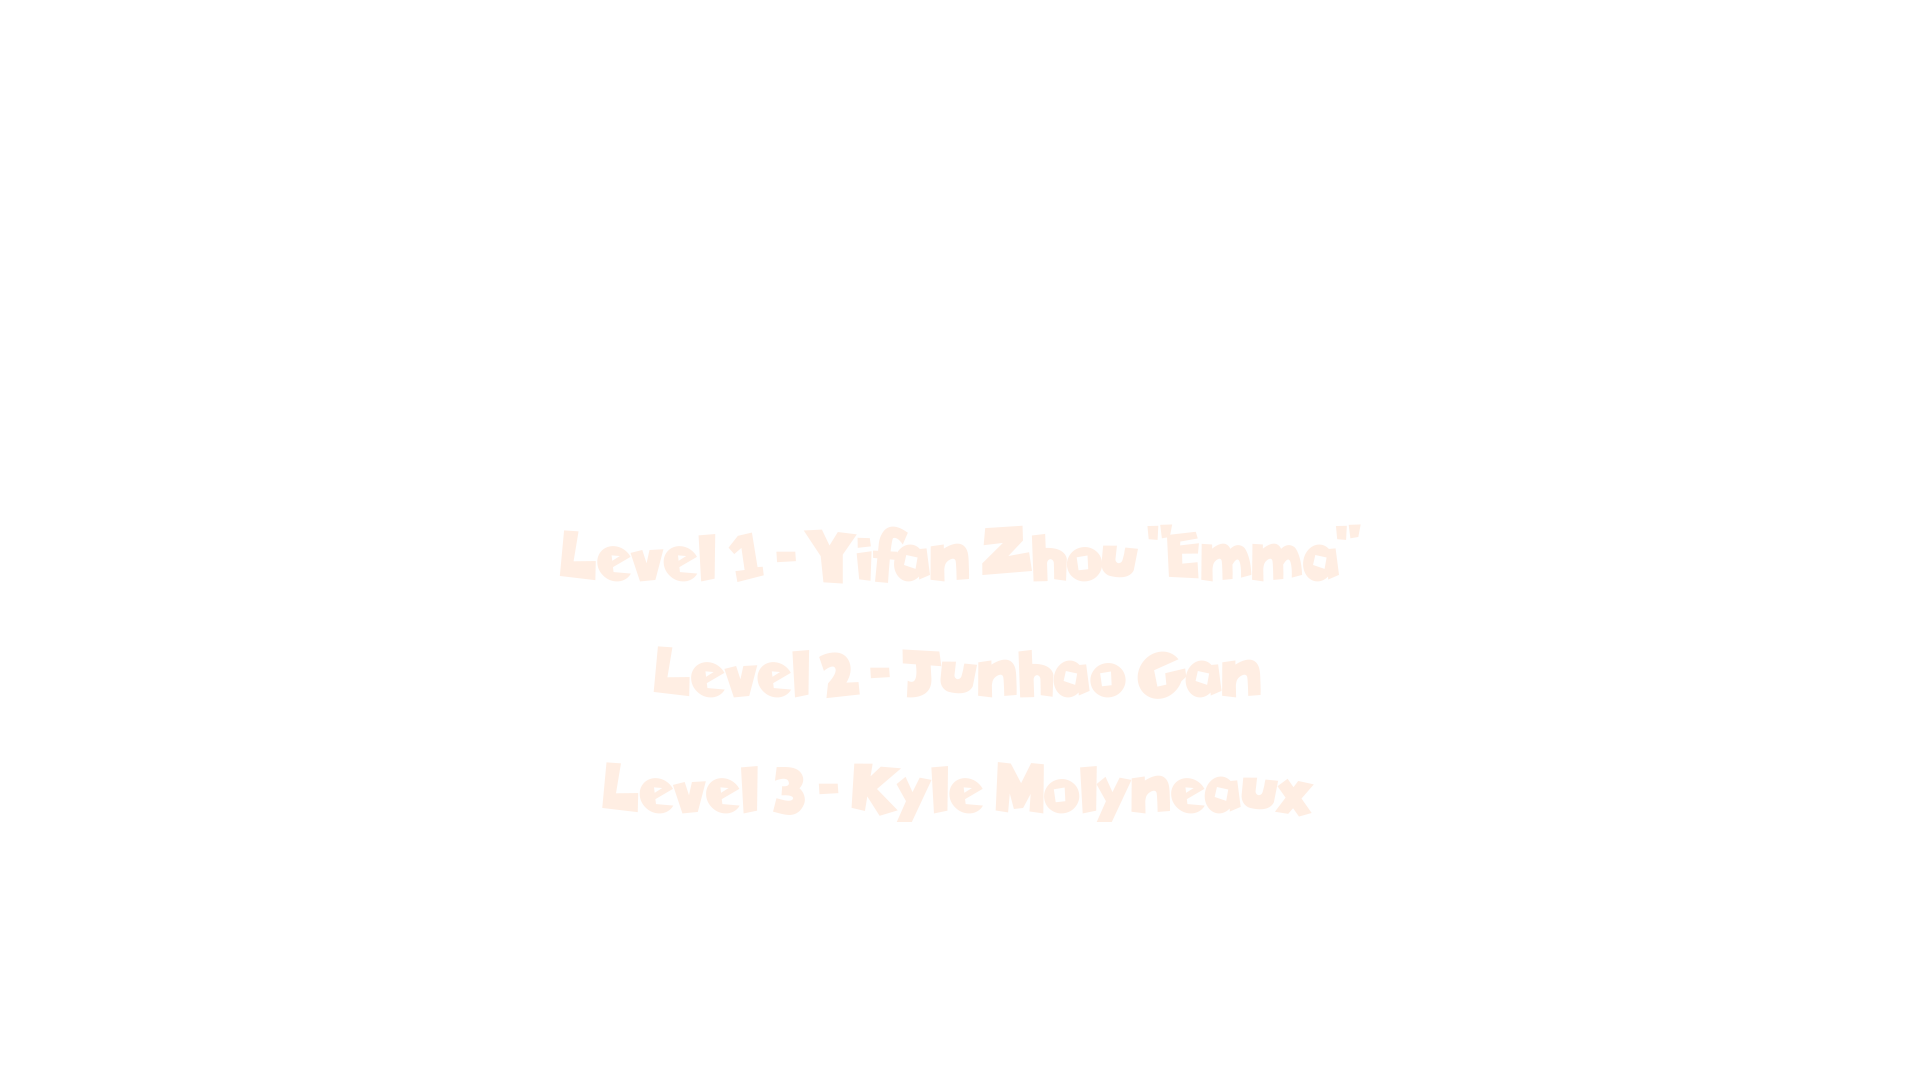 Level 1 - Yifan Zhou "Emma"
Level 2 - Junhao Gan
Level 3 - Kyle Molyneaux